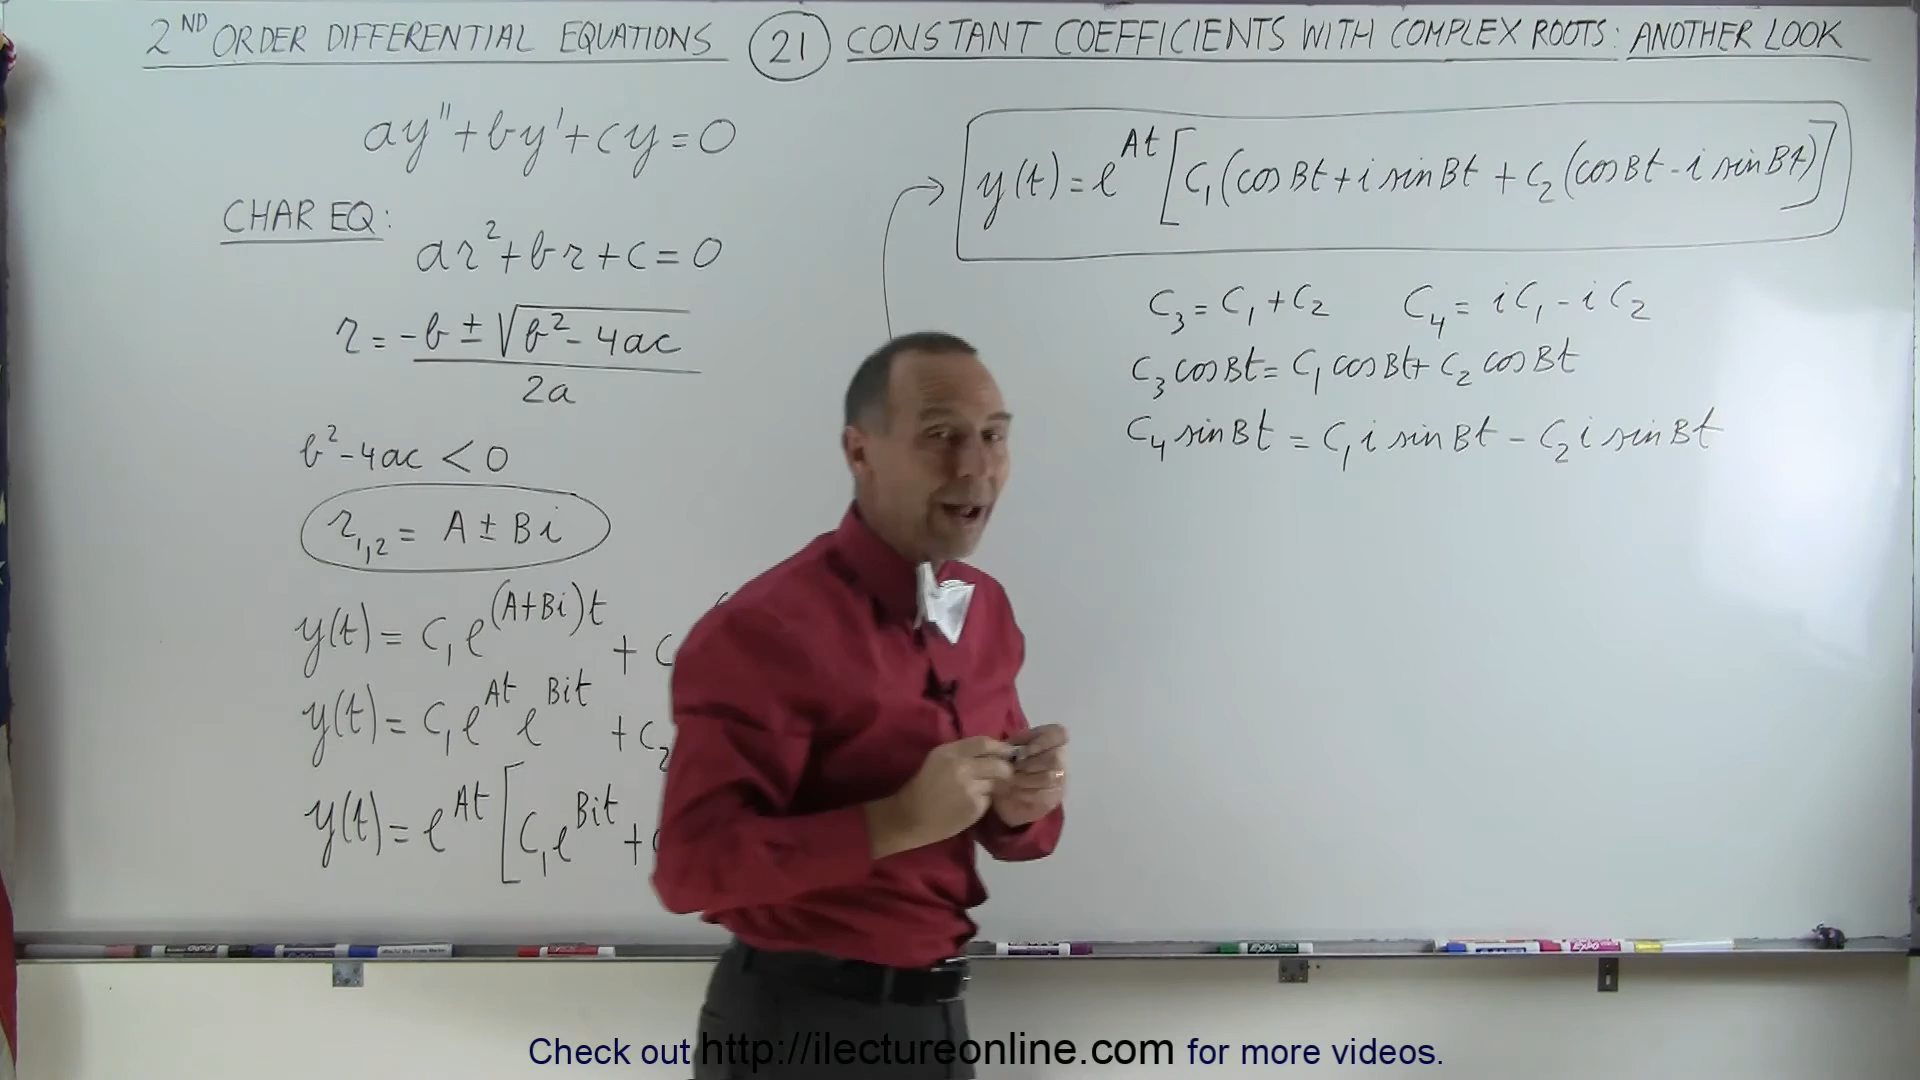 2ND ORDER DIFFERENTIAL EQUATIONS (21) CONSTANT COEFFICIENTS WITH COMPLEX ROOTS: ANOTHER LOOK
ay''+by'+cy=0
CHAR EQ:
ar²+br+c=0
r = (-b ± √(b²-4ac))/2a
b²-4ac < 0
r₁,₂ = A ± Bi
y(t) = C₁e^(A+Bi)t + C
y(t) = C₁e^At e^Bit + C₂
y(t) = e^At [C₁e^Bit +
y(t) = e^At [C₁(cos Bt + i sin Bt + C₂(cos Bt - i sin Bt)]
C₃ = C₁ + C₂ C₄ = iC₁ - iC₂
C₃ cos Bt = C₁ cos Bt + C₂ cos Bt
C₄ sin Bt = C₁ i sin Bt - C₂ i sin Bt
EXPO
EXPO
Check out http://ilectureonline.com for more videos.